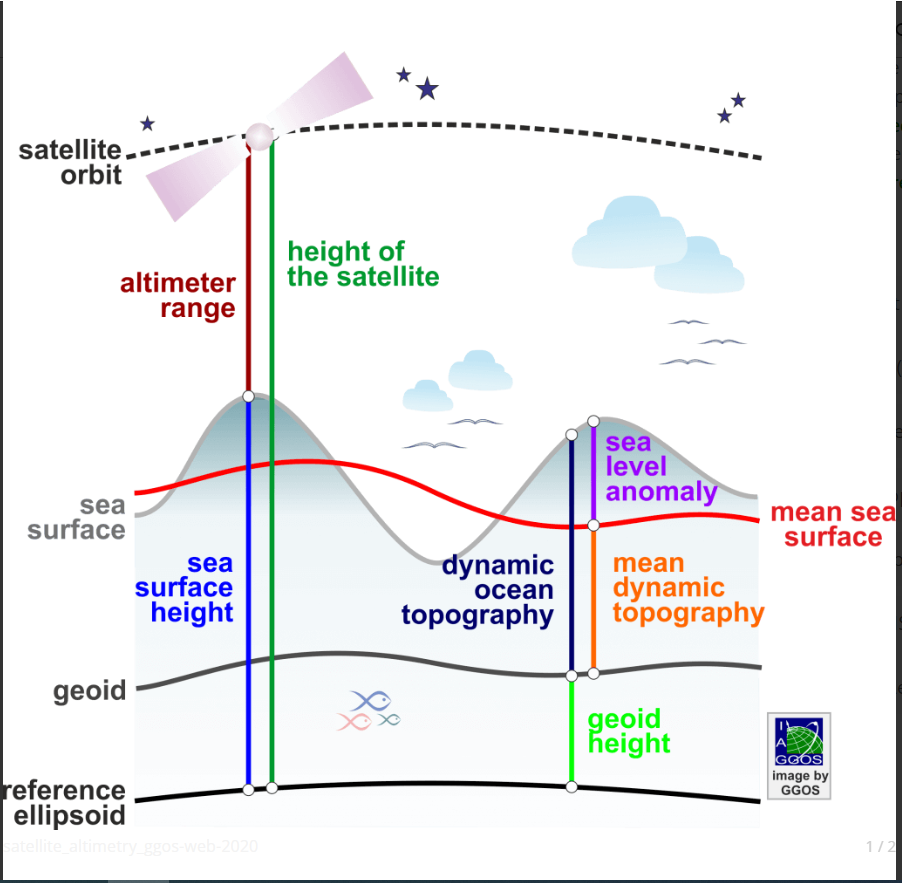 satellite
orbit
altimeter
range
height of
the satellite
sea
level
anomaly
sea
surface
mean sea
surface
sea
surface
height
dynamic
ocean
topography
mean
dynamic
topography
geoid
geoid
height
I
A
GGOS
image by
GGOS
reference
ellipsoid
satellite_altimetry_ggos-web-2020
1 / 2